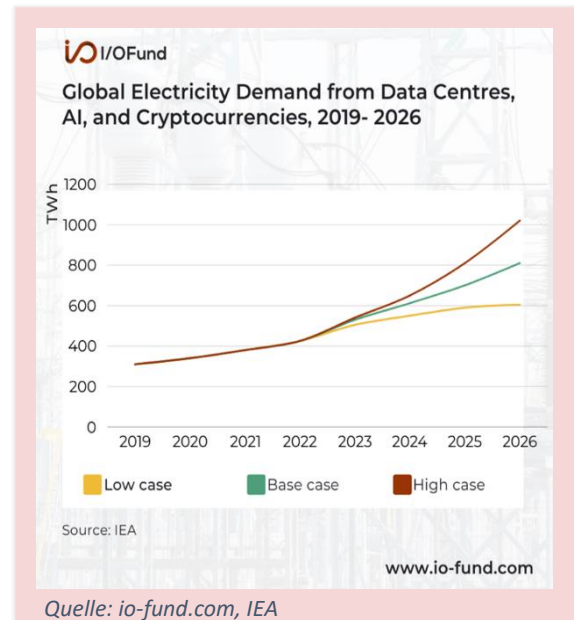 I/OFund
Global Electricity Demand from Data Centres,
AI, and Cryptocurrencies, 2019- 2026
TWh
1200
1000
800
600
400
200
0
2019 2020 2021 2022 2023 2024 2025 2026
Low case Base case High case
Source: IEA
www.io-fund.com
Quelle: io-fund.com, IEA